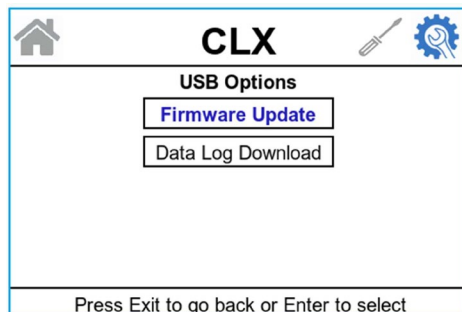 CLX
USB Options
Firmware Update
Data Log Download
Press Exit to go back or Enter to select